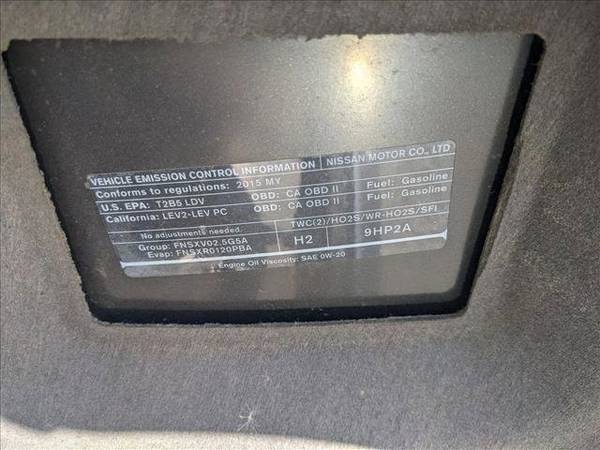 VEHICLE EMISSION CONTROL INFORMATION NISSAN MOTOR CO., LTD
Conforms to regulations: 2015 MY
U.S. EPA: T2B5 LDV OBD: CA OBD II Fuel: Gasoline
California: LEV2-LEV PC OBD: CA OBD II Fuel: Gasoline
No adjustments needed. TWC(2)/HO2S/WR-HO2S/SFI
Group: FNSXV02.5G5A H2 9HP2A
Evap: FNSXR0120PBA
Engine Oil Viscosity: SAE 0W-20